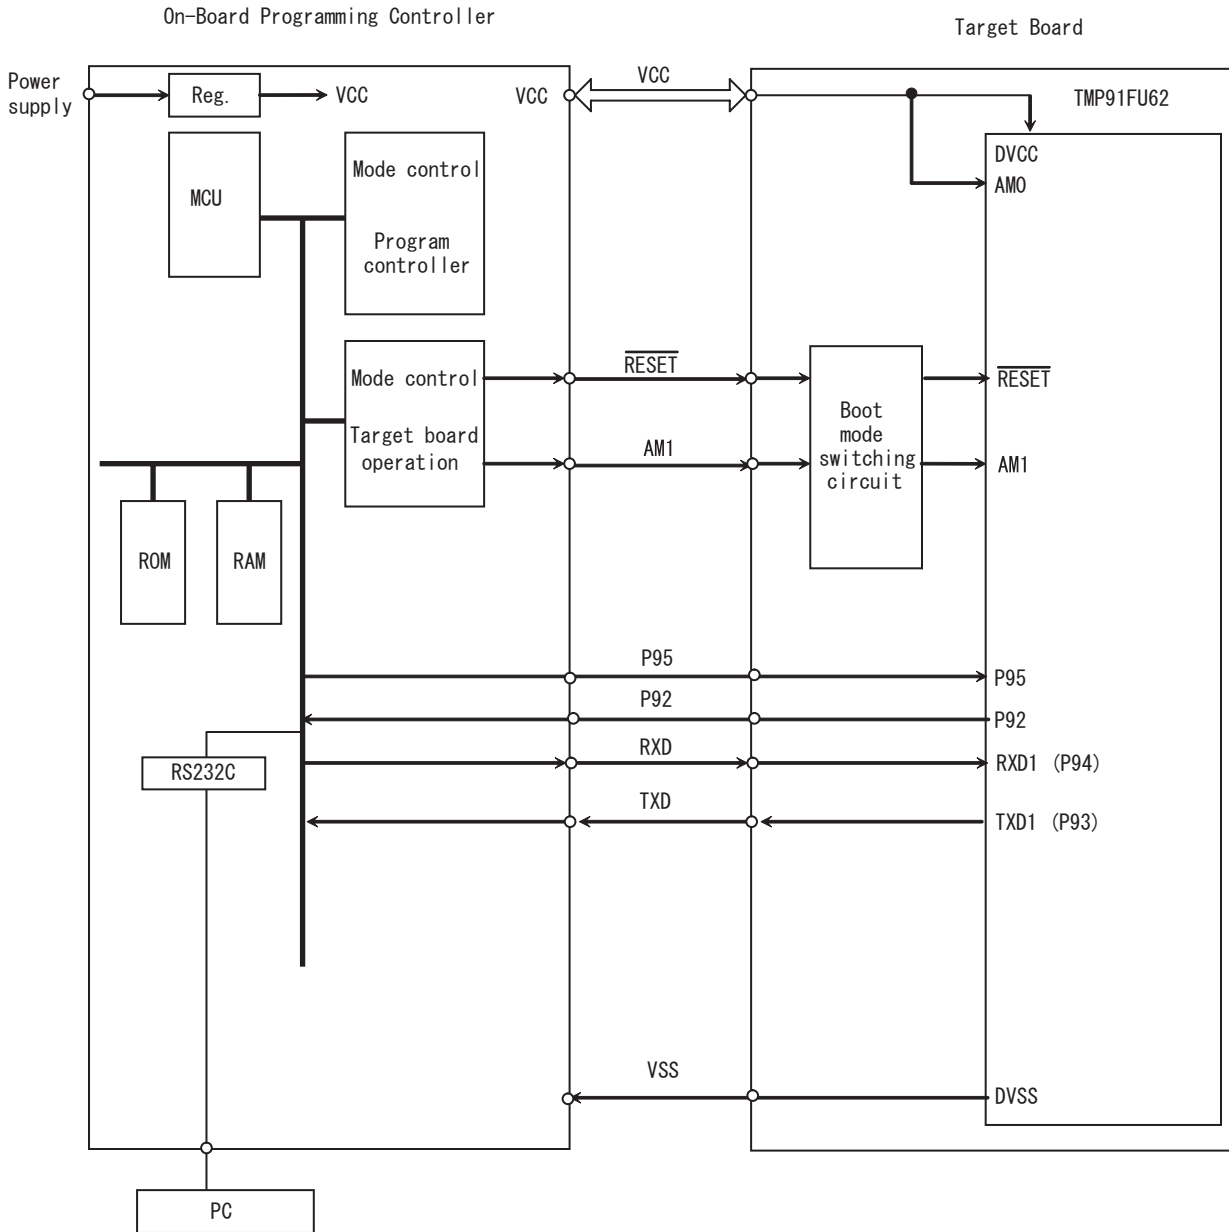 On-Board Programming Controller
Target Board
Power
supply
Reg.
VCC
VCC
VCC
TMP91FU62
MCU
Mode control
Program
controller
DVCC
AM0
Mode control
Target board
operation
RESET
AM1
Boot
mode
switching
circuit
RESET
AM1
ROM
RAM
P95
P95
P92
P92
RXD
RXD1 (P94)
RS232C
TXD
TXD1 (P93)
VSS
DVSS
PC